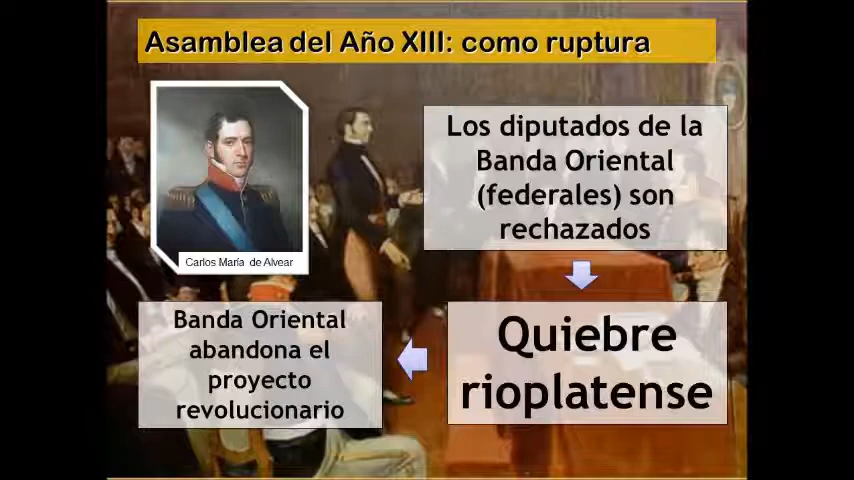 Asamblea del Año XIII: como ruptura
Carlos María de Alvear
Los diputados de la
Banda Oriental
(federales) son
rechazados
Quiebre
rioplatense
Banda Oriental
abandona el
proyecto
revolucionario